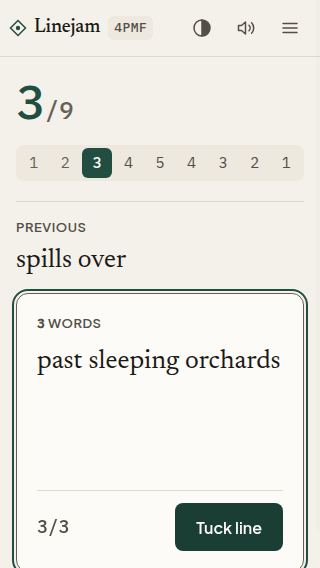 Linejam 4PMF
3/9
1 2 3 4 5 4 3 2 1
PREVIOUS
spills over
3 WORDS
past sleeping orchards
3/3 Tuck line